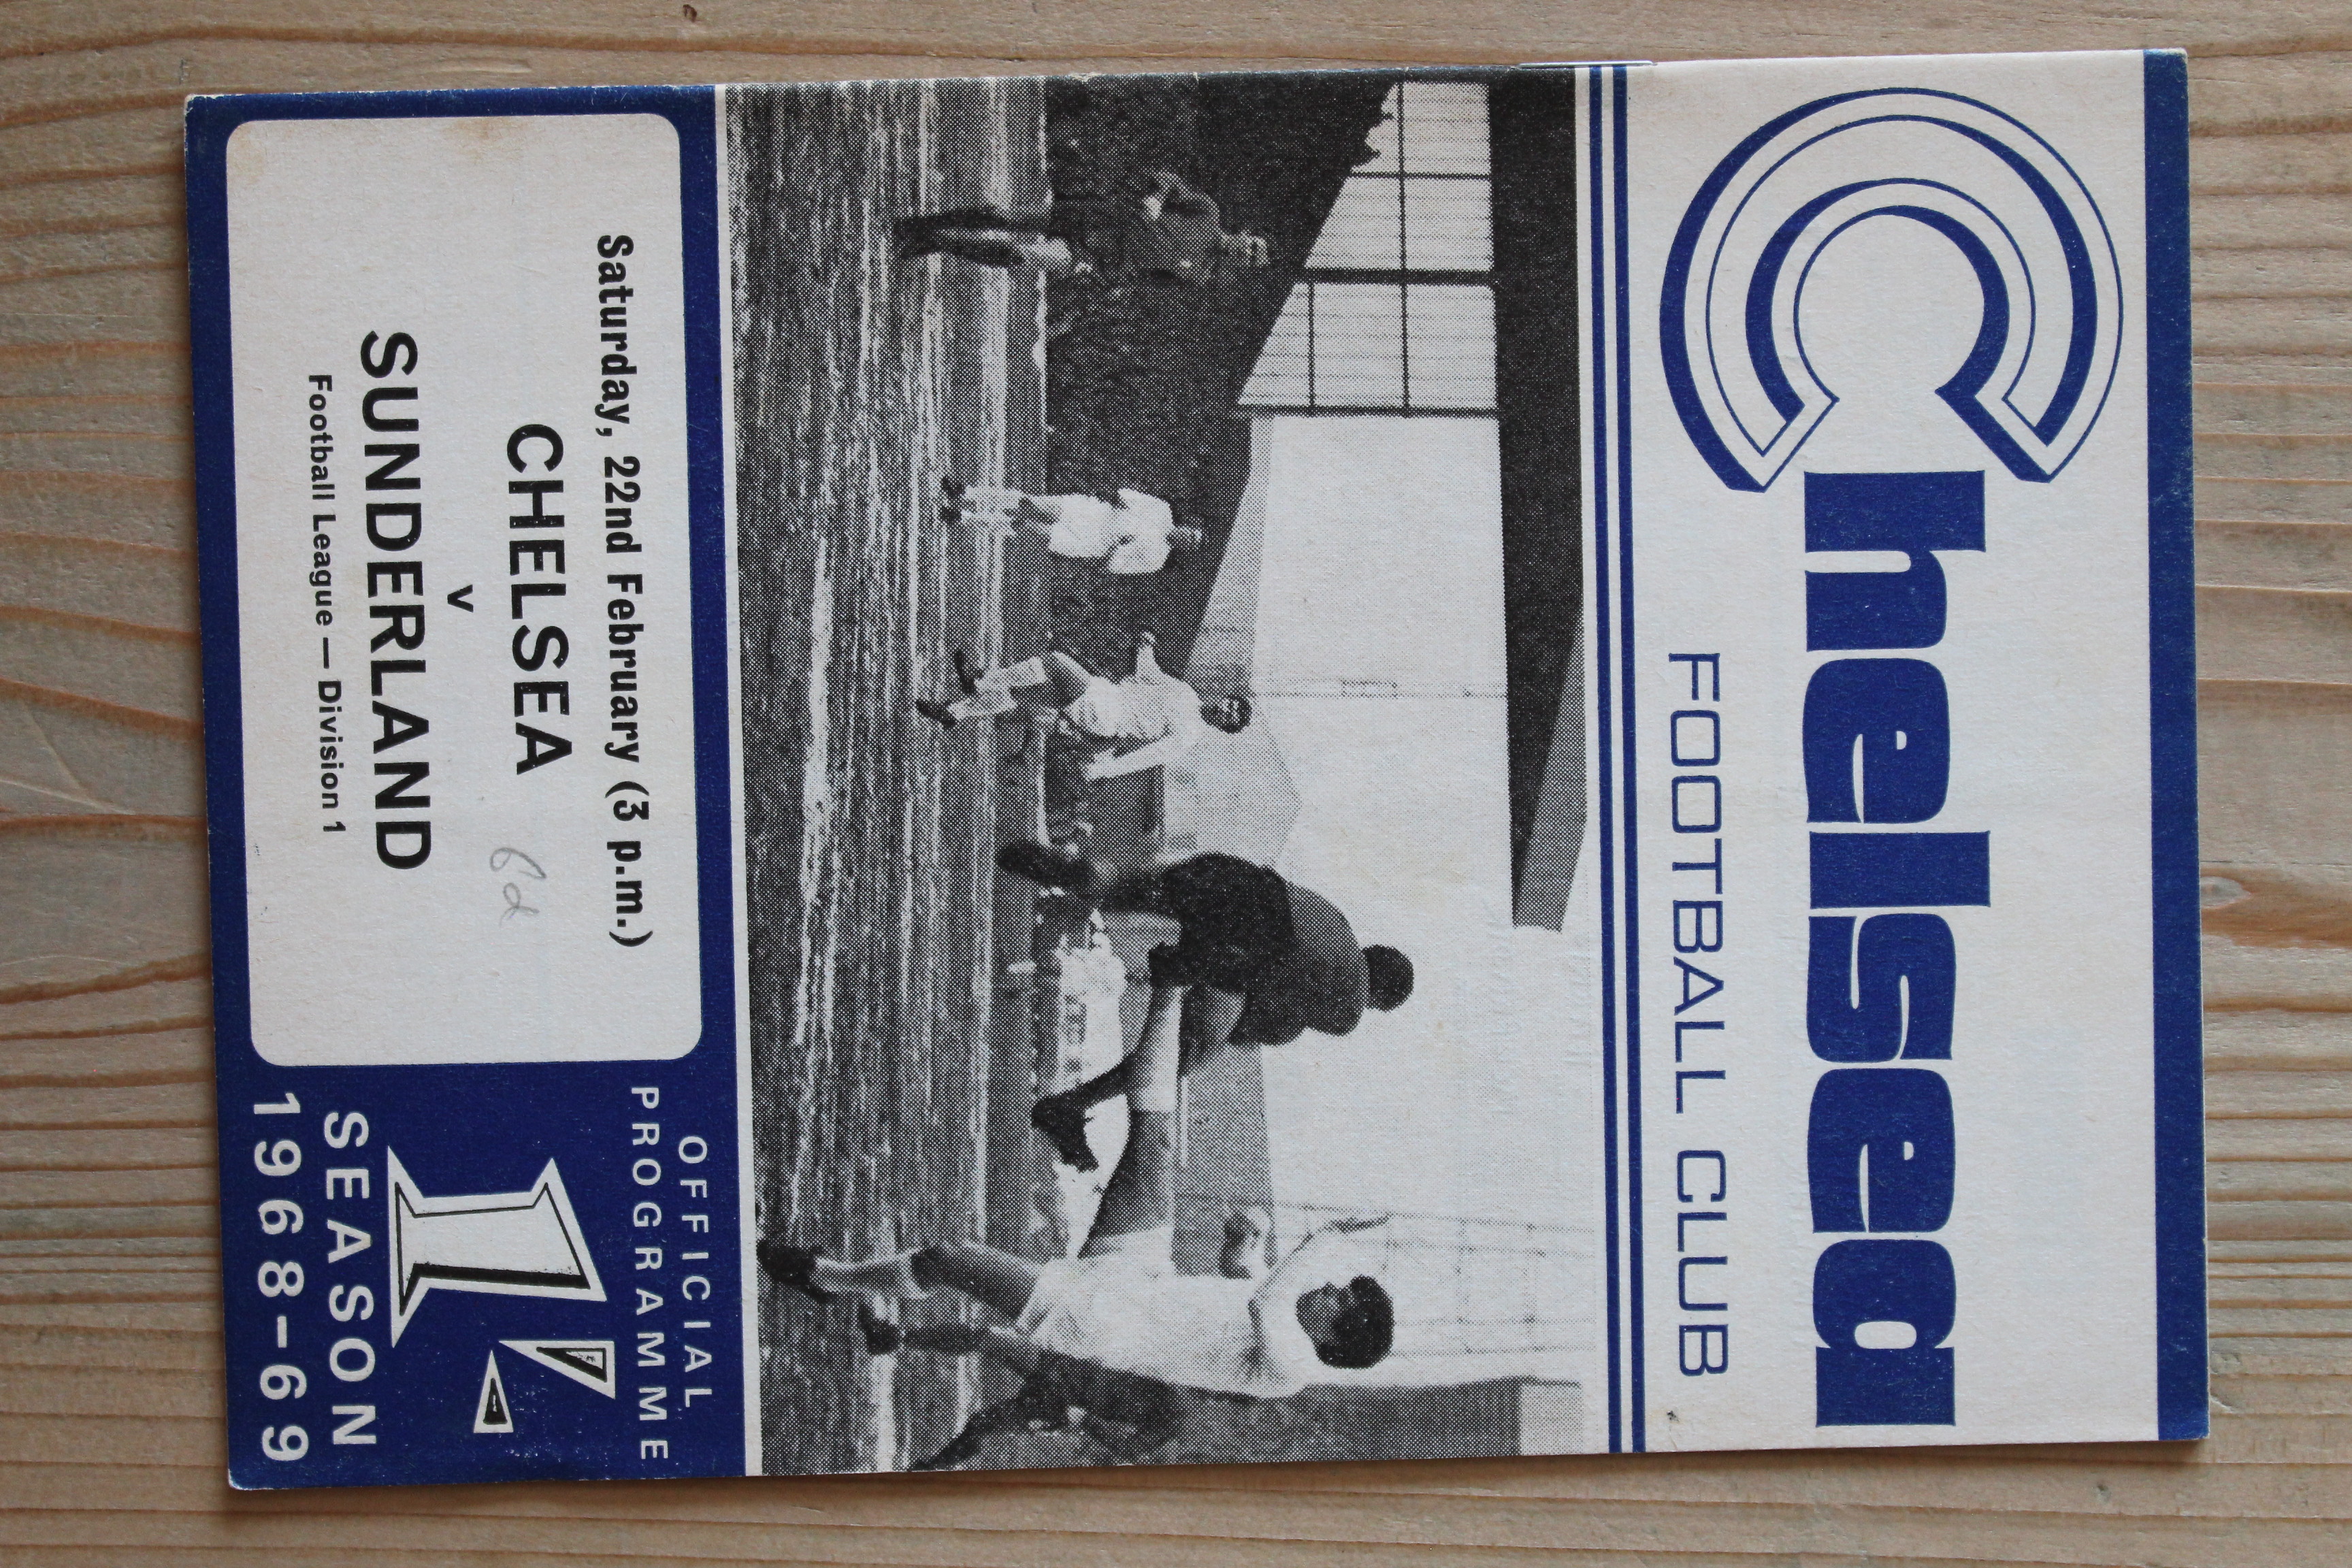 Chelsea
FOOTBALL CLUB
Saturday, 22nd February (3 p.m.)
CHELSEA
v
SUNDERLAND
Football League — Division 1
6d
OFFICIAL
PROGRAMME
1/-
SEASON
1968-69